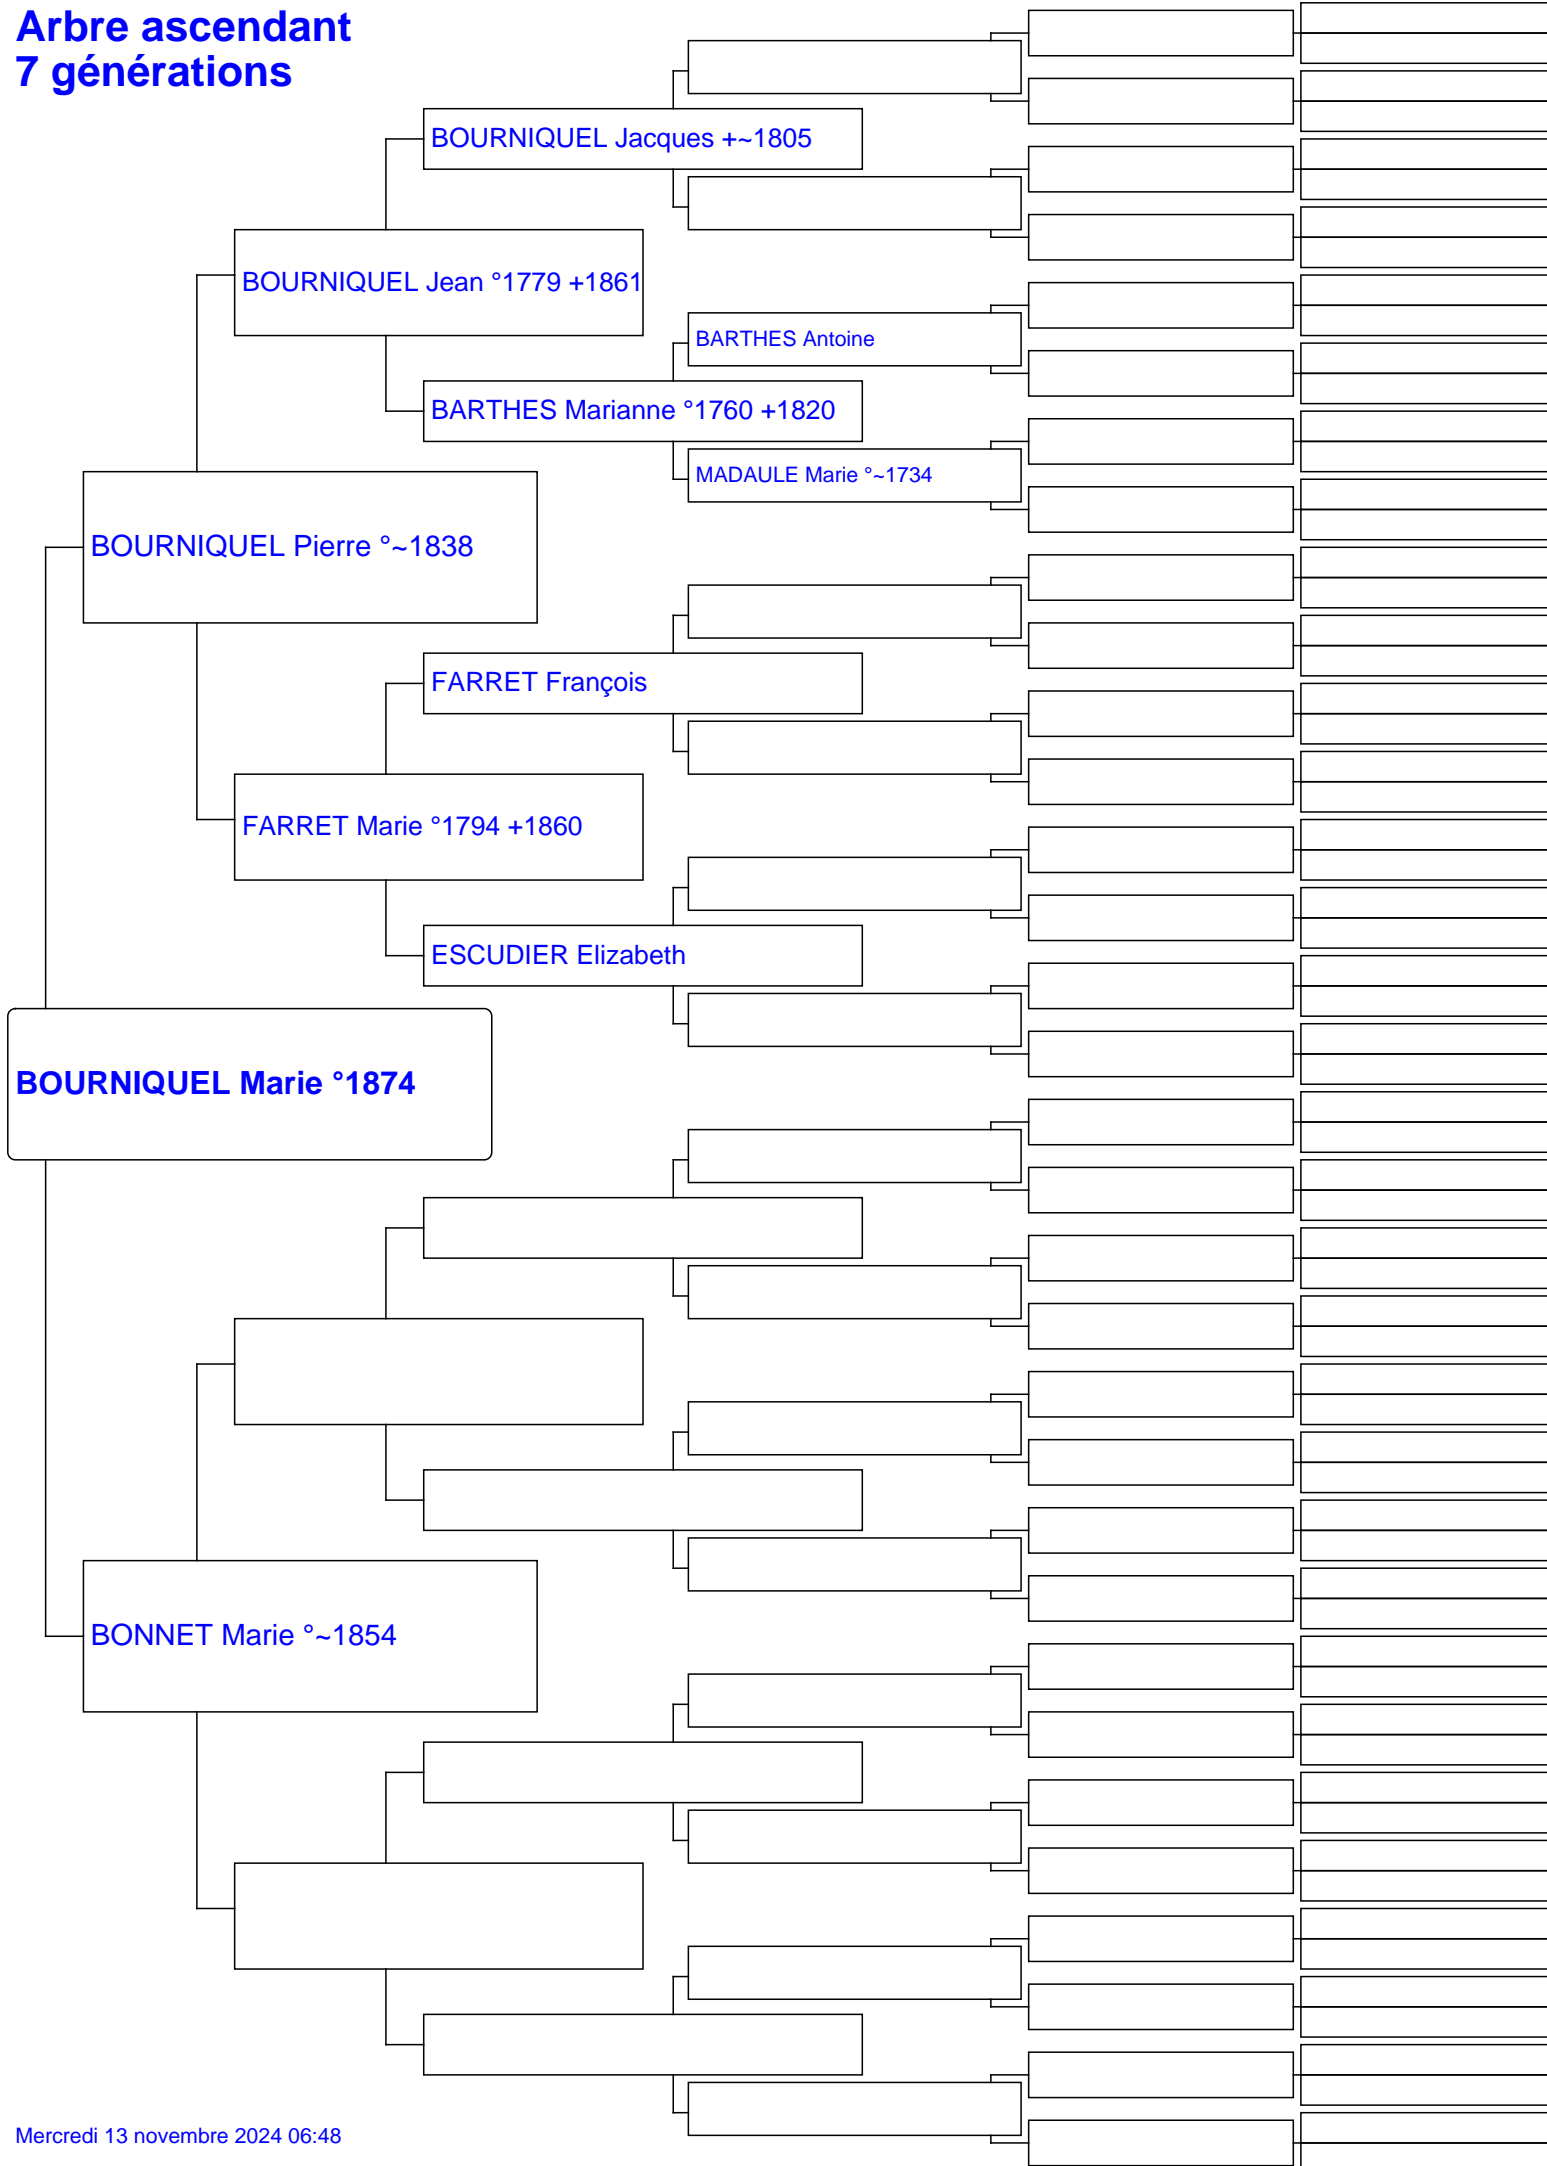 Arbre ascendant
7 générations
BOURNIQUEL Jacques +~1805
BOURNIQUEL Jean °1779 +1861
BARTHES Antoine
BARTHES Marianne °1760 +1820
MADAULE Marie °~1734
BOURNIQUEL Pierre °~1838
FARRET François
FARRET Marie °1794 +1860
ESCUDIER Elizabeth
BOURNIQUEL Marie °1874
BONNET Marie °~1854
Mercredi 13 novembre 2024 06:48